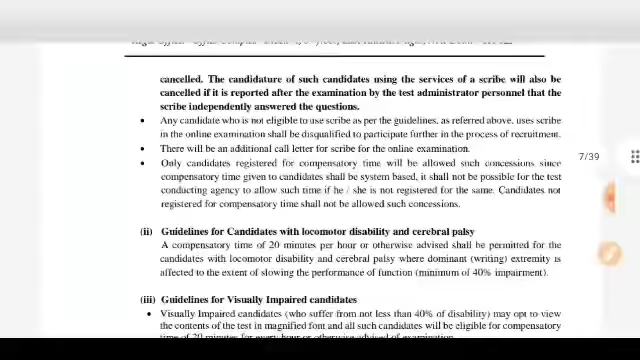 cancelled. The candidature of such candidates using the services of a scribe will also be
cancelled if it is reported after the examination by the test administrator personnel that the
scribe independently answered the questions.
• Any candidate who is not eligible to use scribe as per the guidelines, as referred above, uses scribe
in the online examination shall be disqualified to participate further in the process of recruitment.
• There will be an additional call letter for scribe for the online examination.
• Only candidates registered for compensatory time will be allowed such concessions since
compensatory time given to candidates shall be system based, it shall not be possible for the test
conducting agency to allow such time if he / she is not registered for the same. Candidates not
registered for compensatory time shall not be allowed such concessions.
7/39
(ii) Guidelines for Candidates with locomotor disability and cerebral palsy
A compensatory time of 20 minutes per hour or otherwise advised shall be permitted for the
candidates with locomotor disability and cerebral palsy where dominant (writing) extremity is
affected to the extent of slowing the performance of function (minimum of 40% impairment).
(iii) Guidelines for Visually Impaired candidates
• Visually Impaired candidates (who suffer from not less than 40% of disability) may opt to view
the contents of the test in magnified font and all such candidates will be eligible for compensatory
time of 20 minutes for every hour or otherwise advised of examination.